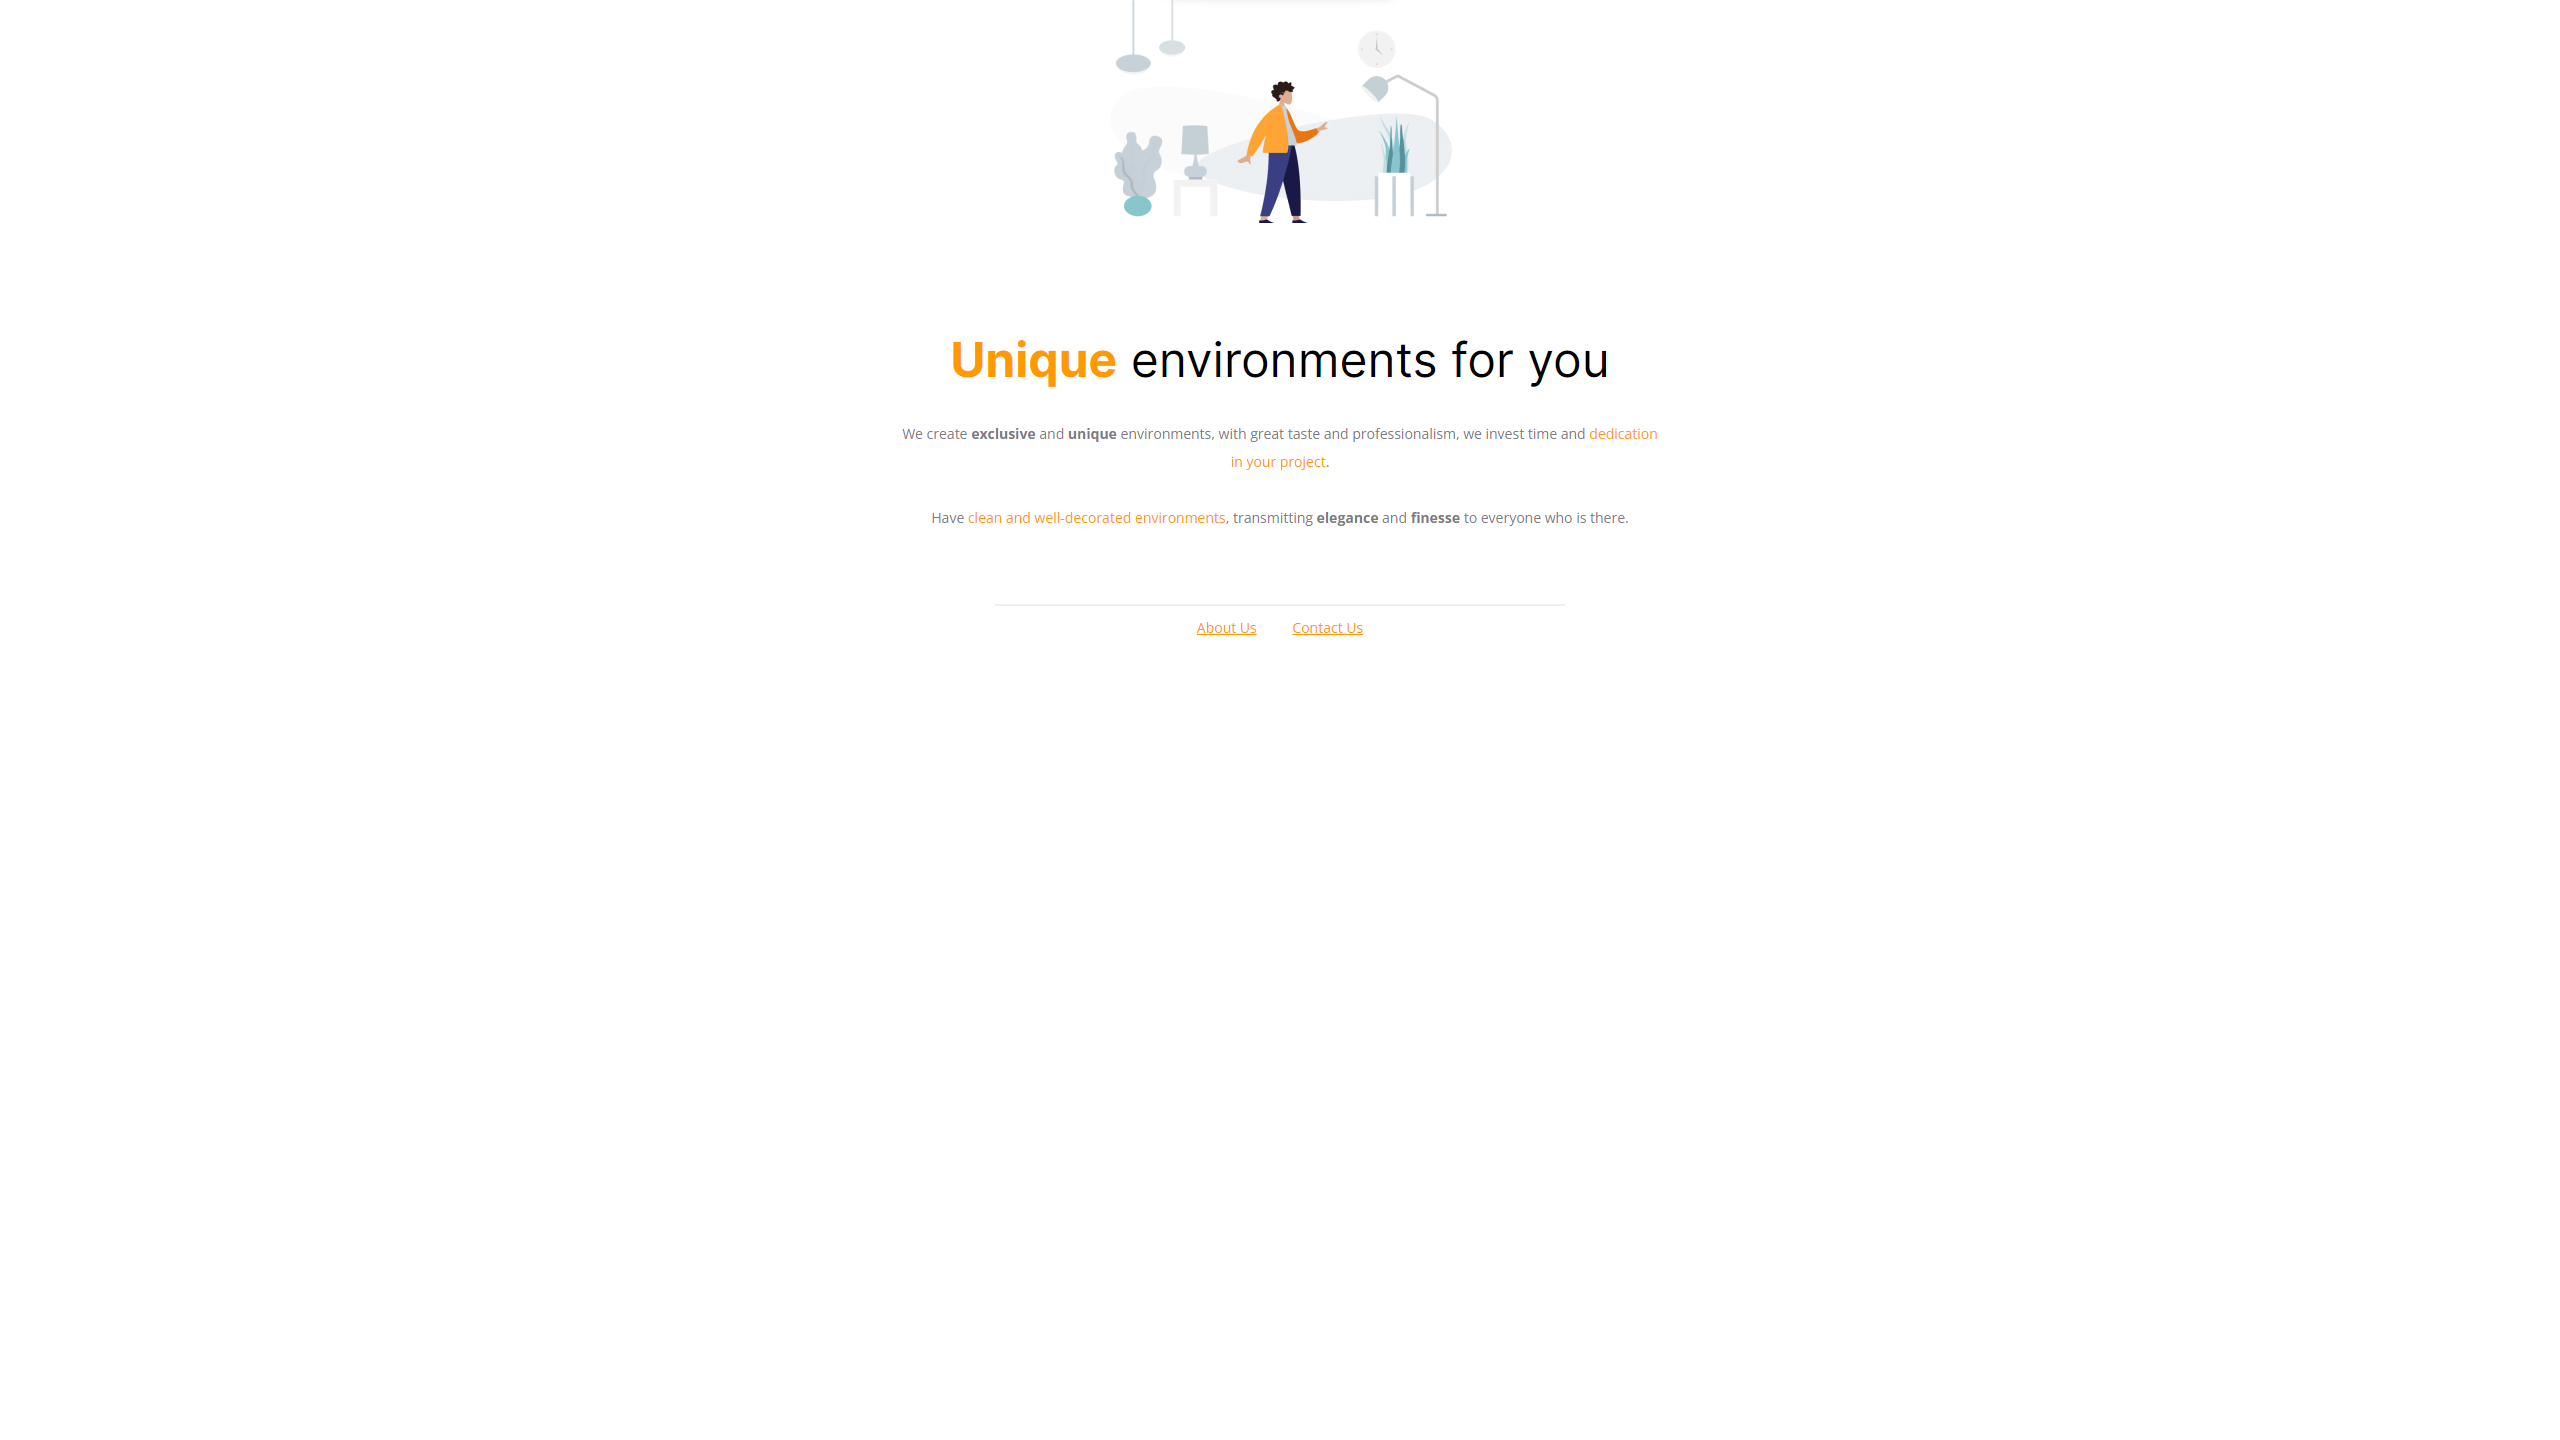 Unique environments for you
We create exclusive and unique environments, with great taste and professionalism, we invest time and dedication
in your project.
Have clean and well-decorated environments, transmitting elegance and finesse to everyone who is there.
About Us Contact Us